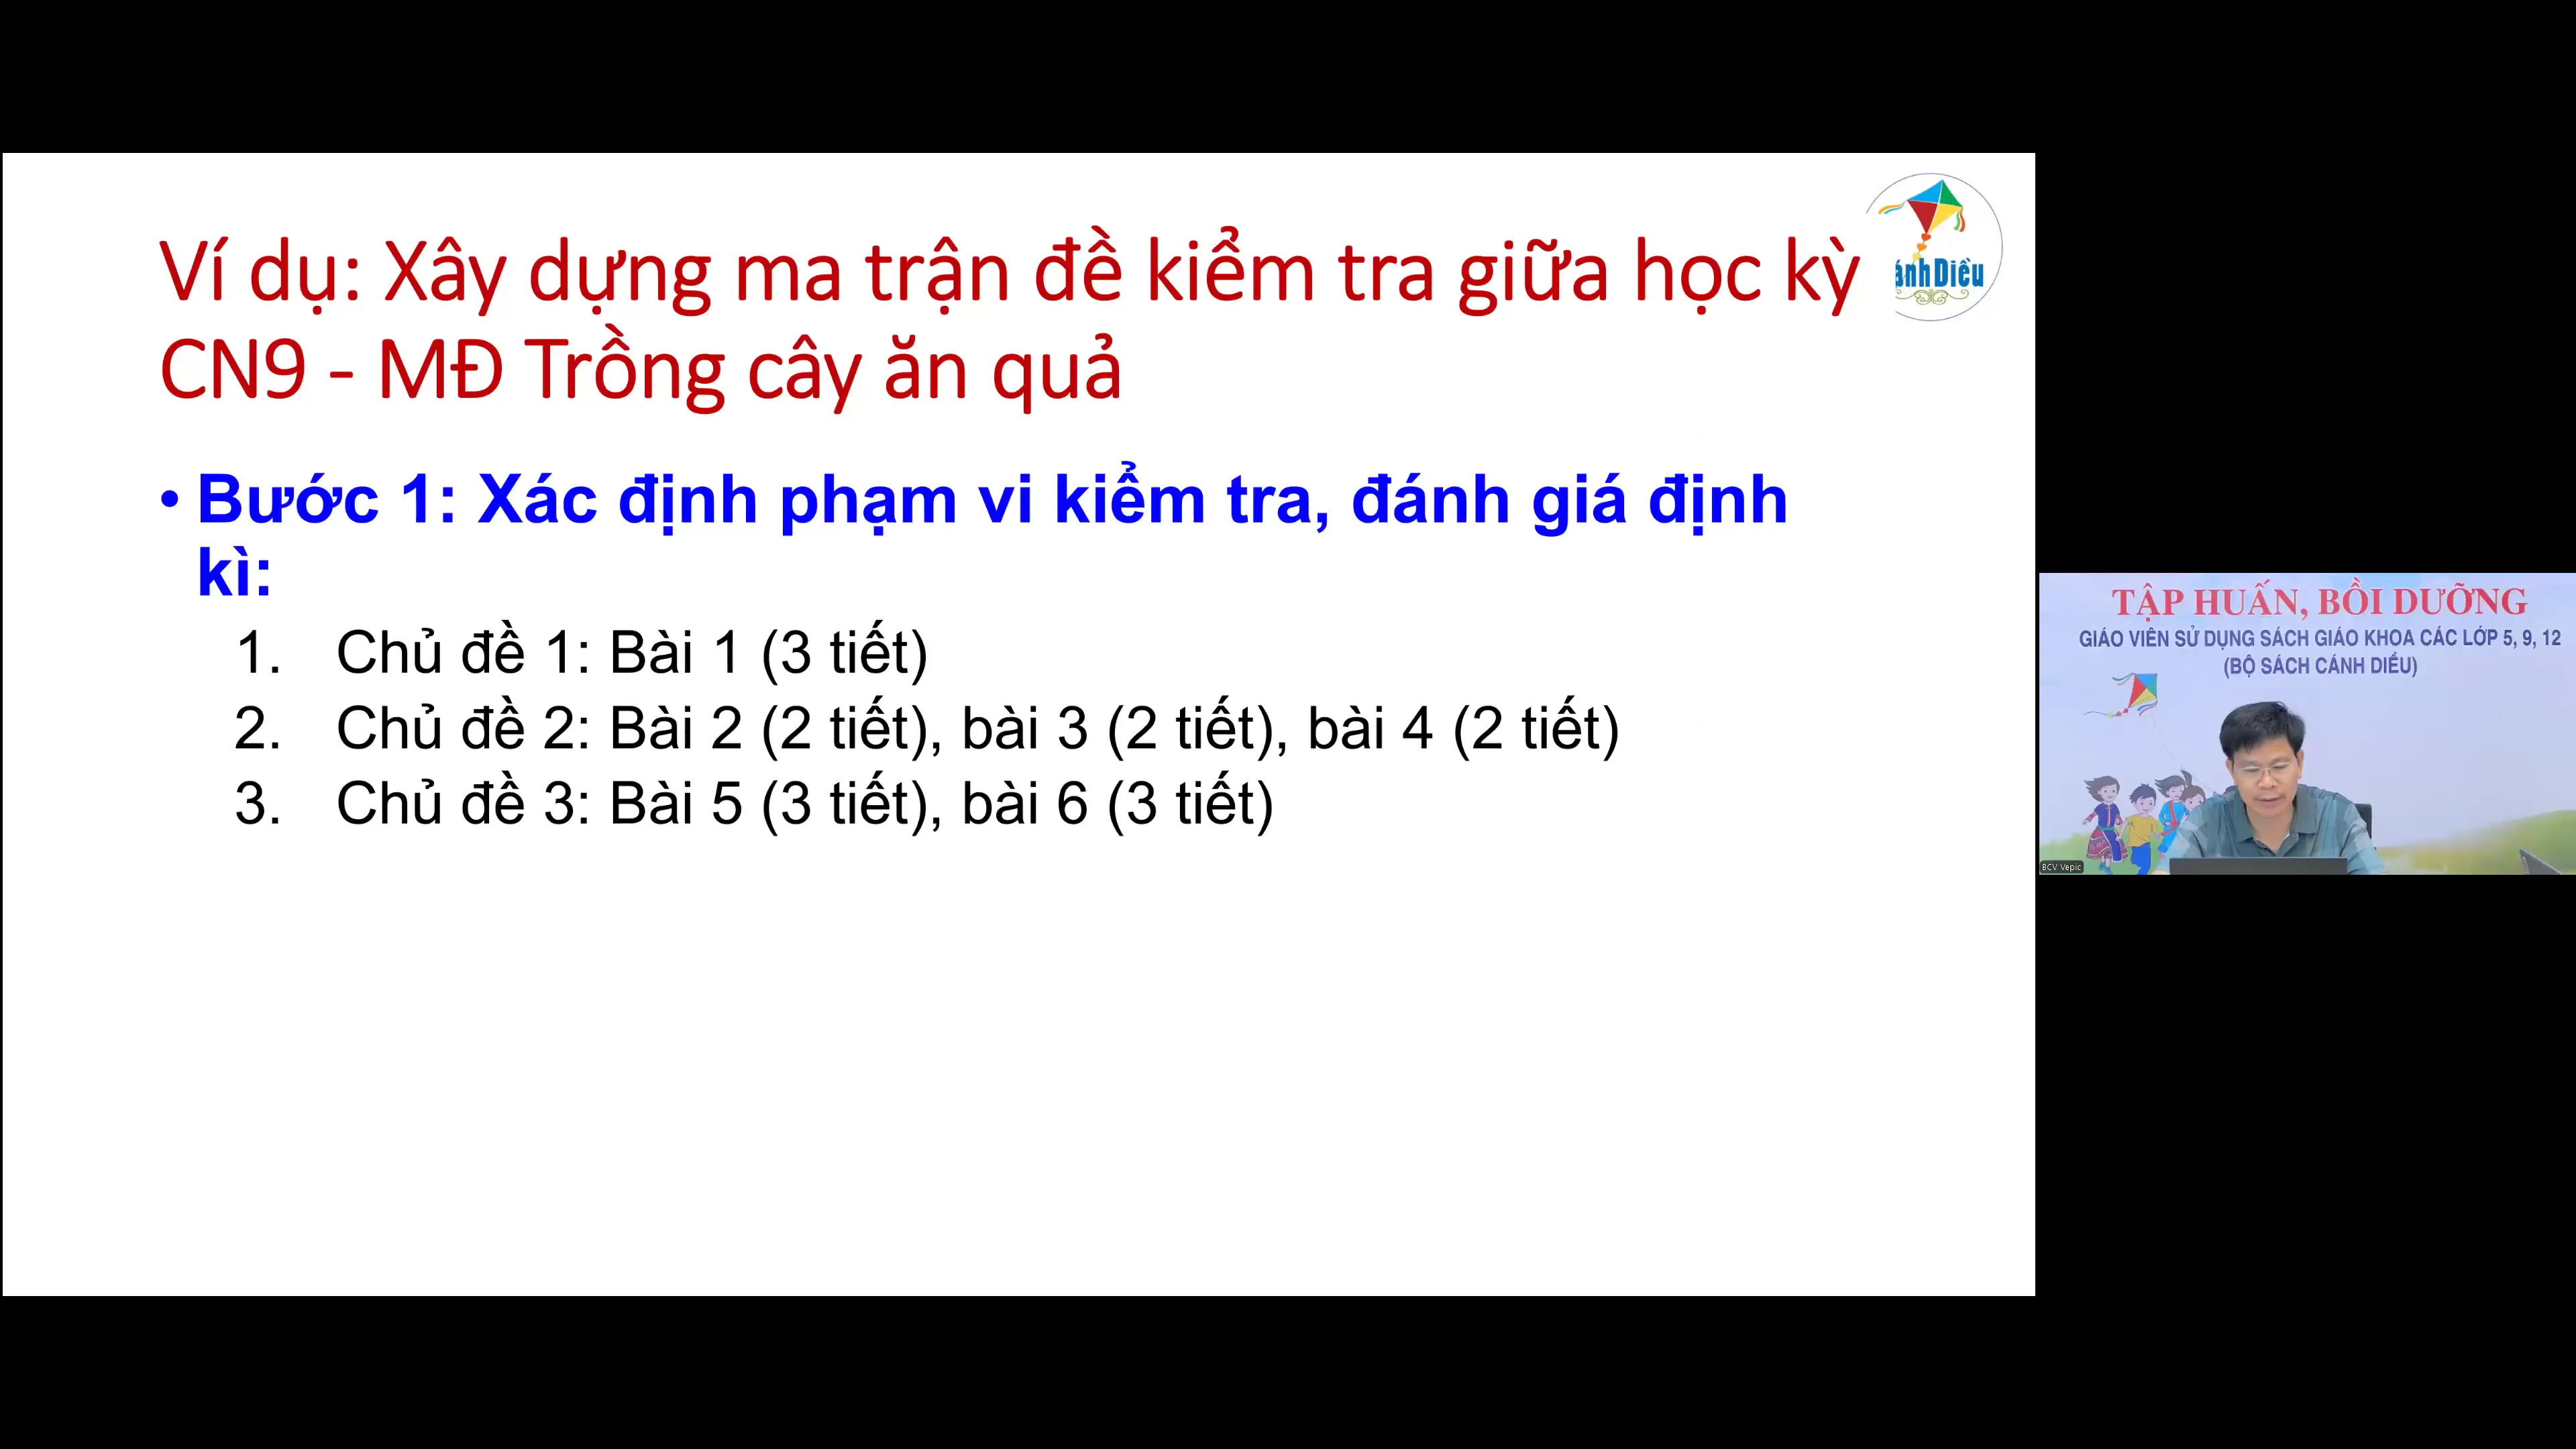 Ví dụ: Xây dựng ma trận đề kiểm tra giữa học kỳ
CN9 - MĐ Trồng cây ăn quả
ánhDiều
• Bước 1: Xác định phạm vi kiểm tra, đánh giá định
kì:
1. Chủ đề 1: Bài 1 (3 tiết)
2. Chủ đề 2: Bài 2 (2 tiết), bài 3 (2 tiết), bài 4 (2 tiết)
3. Chủ đề 3: Bài 5 (3 tiết), bài 6 (3 tiết)
TẬP HUẤN, BỒI DƯỠNG
GIÁO VIÊN SỬ DỤNG SÁCH GIÁO KHOA CÁC LỚP 5, 9, 12
(BỘ SÁCH CÁNH DIỀU)
BCV Vepic